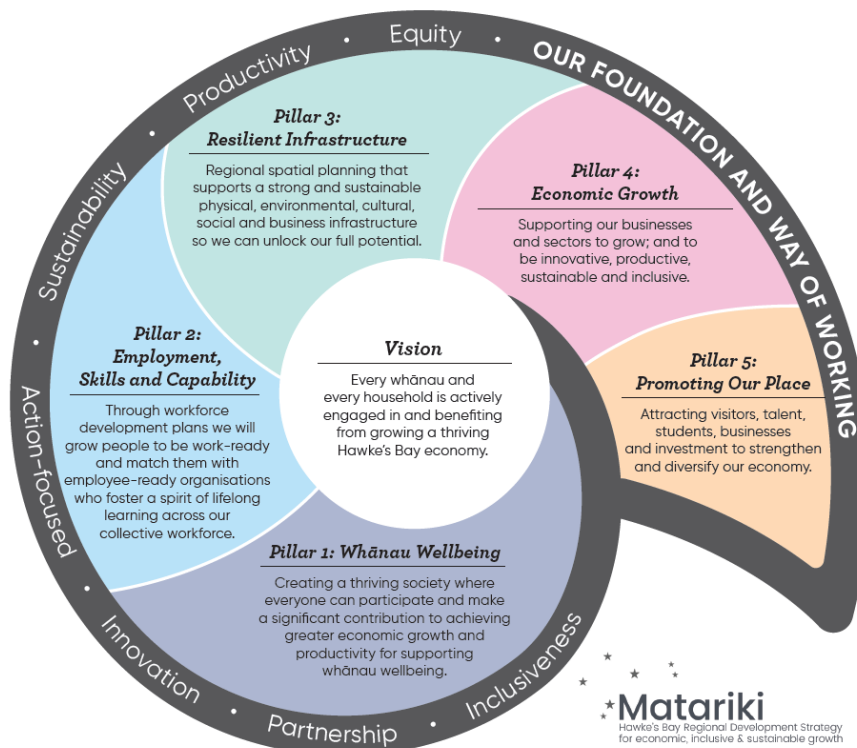 OUR FOUNDATION AND WAY OF WORKING
Equity
•
Productivity
•
Sustainability
•
Action-focused
•
Innovation
•
Partnership
•
Inclusiveness
Vision
Every whānau and
every household is actively
engaged in and benefiting
from growing a thriving
Hawke's Bay economy.
Pillar 1: Whānau Wellbeing
Creating a thriving society where
everyone can participate and make
a significant contribution to achieving
greater economic growth and
productivity for supporting
whānau wellbeing.
Pillar 2:
Employment,
Skills and Capability
Through workforce
development plans we will
grow people to be work-ready
and match them with
employee-ready organisations
who foster a spirit of lifelong
learning across our
collective workforce.
Pillar 3:
Resilient Infrastructure
Regional spatial planning that
supports a strong and sustainable
physical, environmental, cultural,
social and business infrastructure
so we can unlock our full potential.
Pillar 4:
Economic Growth
Supporting our businesses
and sectors to grow; and to
be innovative, productive,
sustainable and inclusive.
Pillar 5:
Promoting Our Place
Attracting visitors, talent,
students, businesses
and investment to strengthen
and diversify our economy.
Matariki
Hawke's Bay Regional Development Strategy
for economic, inclusive & sustainable growth